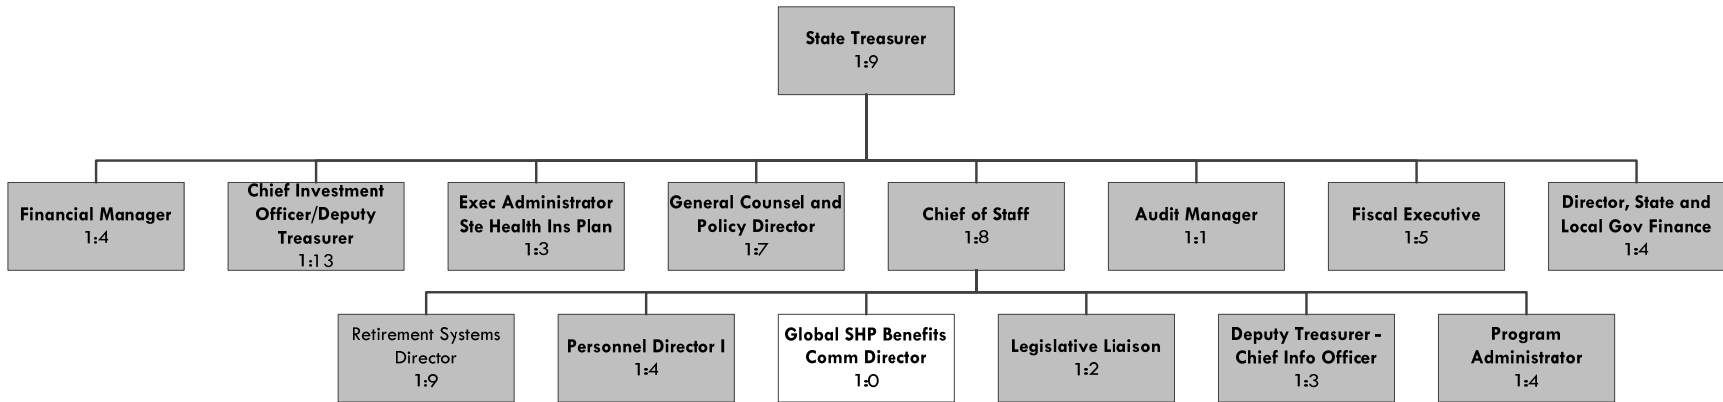 State Treasurer
1:9
Financial Manager
1:4
Chief Investment
Officer/Deputy
Treasurer
1:13
Exec Administrator
Ste Health Ins Plan
1:3
General Counsel and
Policy Director
1:7
Chief of Staff
1:8
Audit Manager
1:1
Fiscal Executive
1:5
Director, State and
Local Gov Finance
1:4
Retirement Systems
Director
1:9
Personnel Director I
1:4
Global SHP Benefits
Comm Director
1:0
Legislative Liaison
1:2
Deputy Treasurer -
Chief Info Officer
1:3
Program
Administrator
1:4